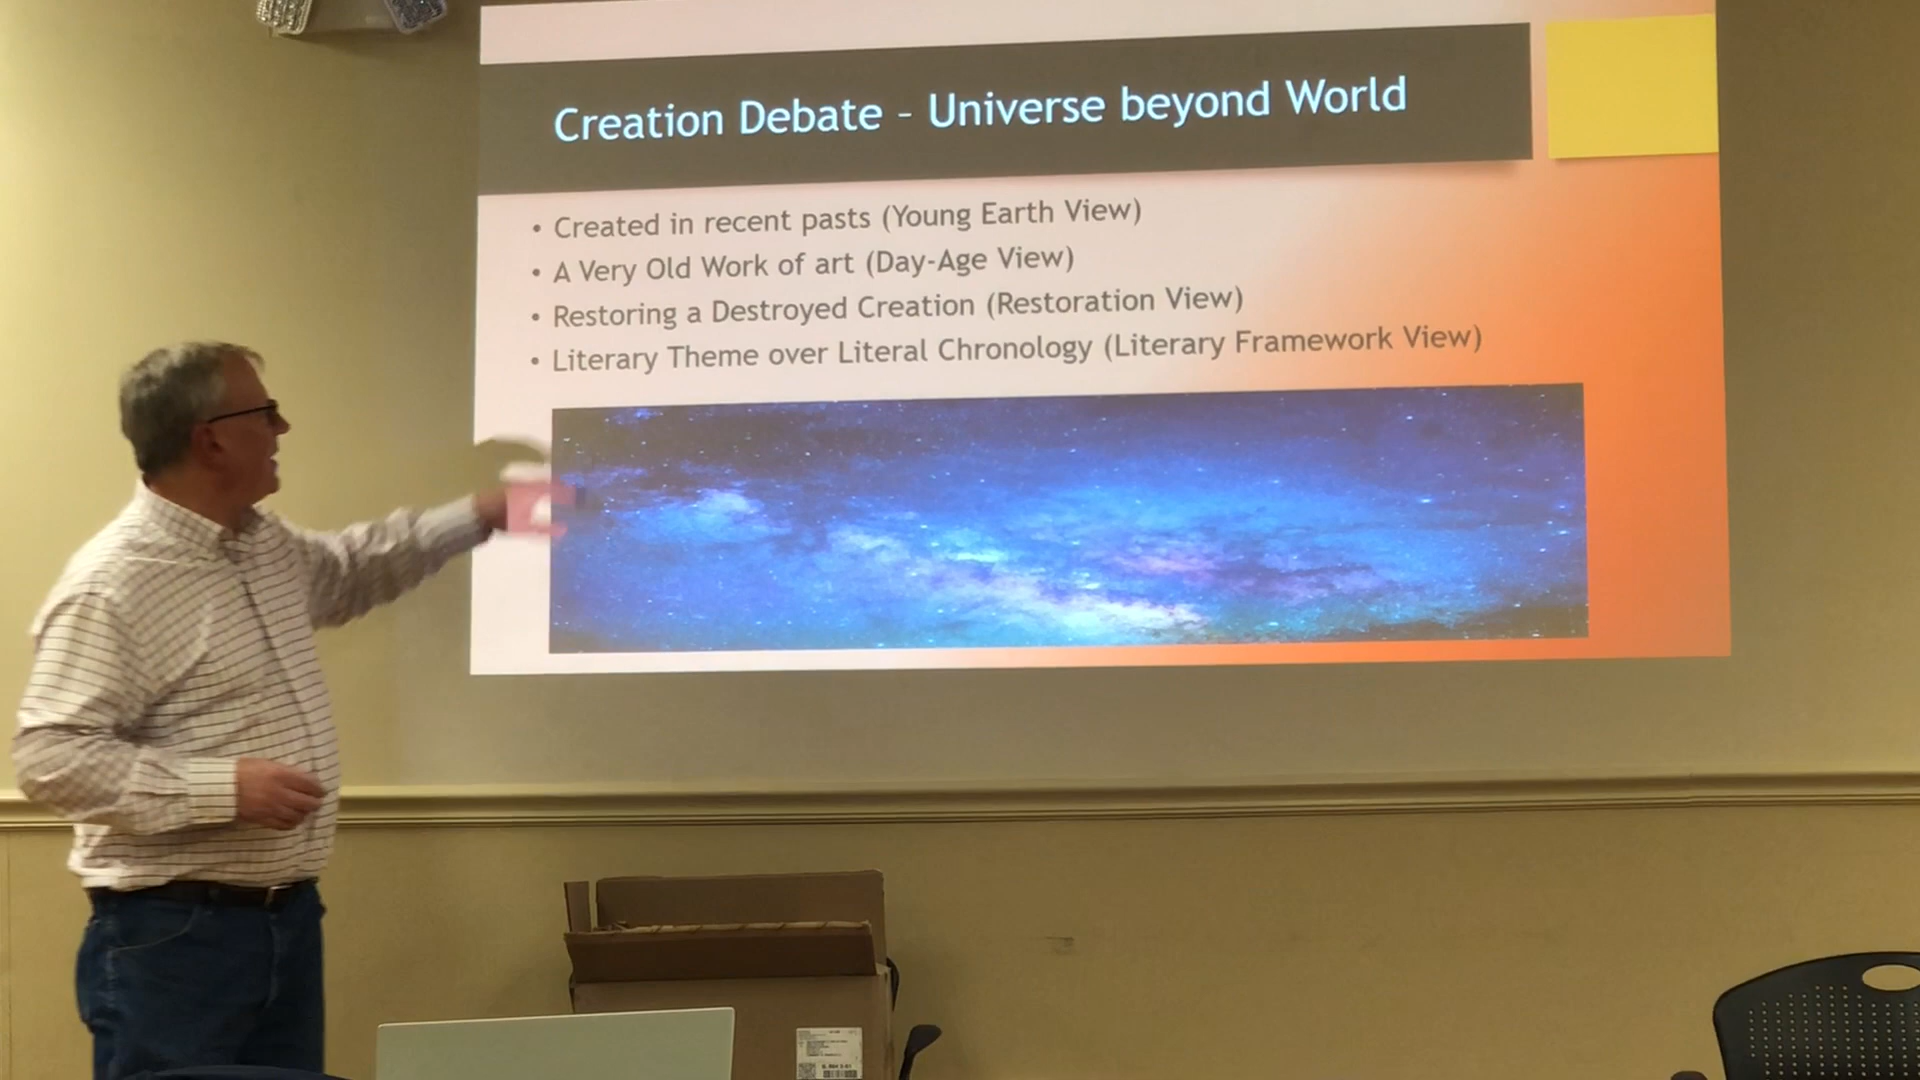 Creation Debate – Universe beyond World
• Created in recent pasts (Young Earth View)
• A Very Old Work of art (Day-Age View)
• Restoring a Destroyed Creation (Restoration View)
• Literary Theme over Literal Chronology (Literary Framework View)